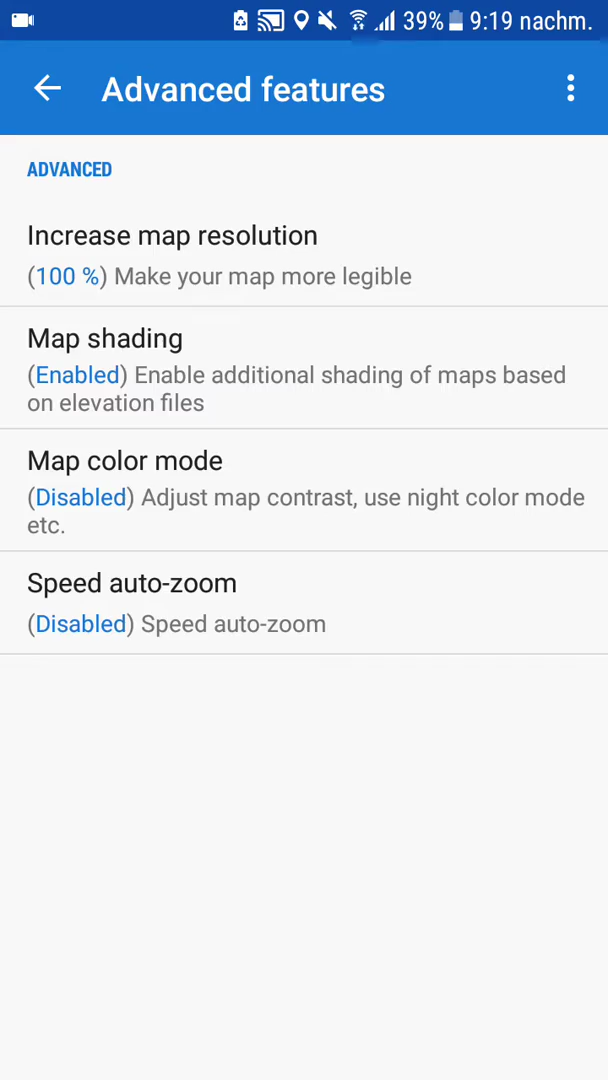 39% 9:19 nachm.
Advanced features
ADVANCED
Increase map resolution
(100 %) Make your map more legible
Map shading
(Enabled) Enable additional shading of maps based
on elevation files
Map color mode
(Disabled) Adjust map contrast, use night color mode
etc.
Speed auto-zoom
(Disabled) Speed auto-zoom